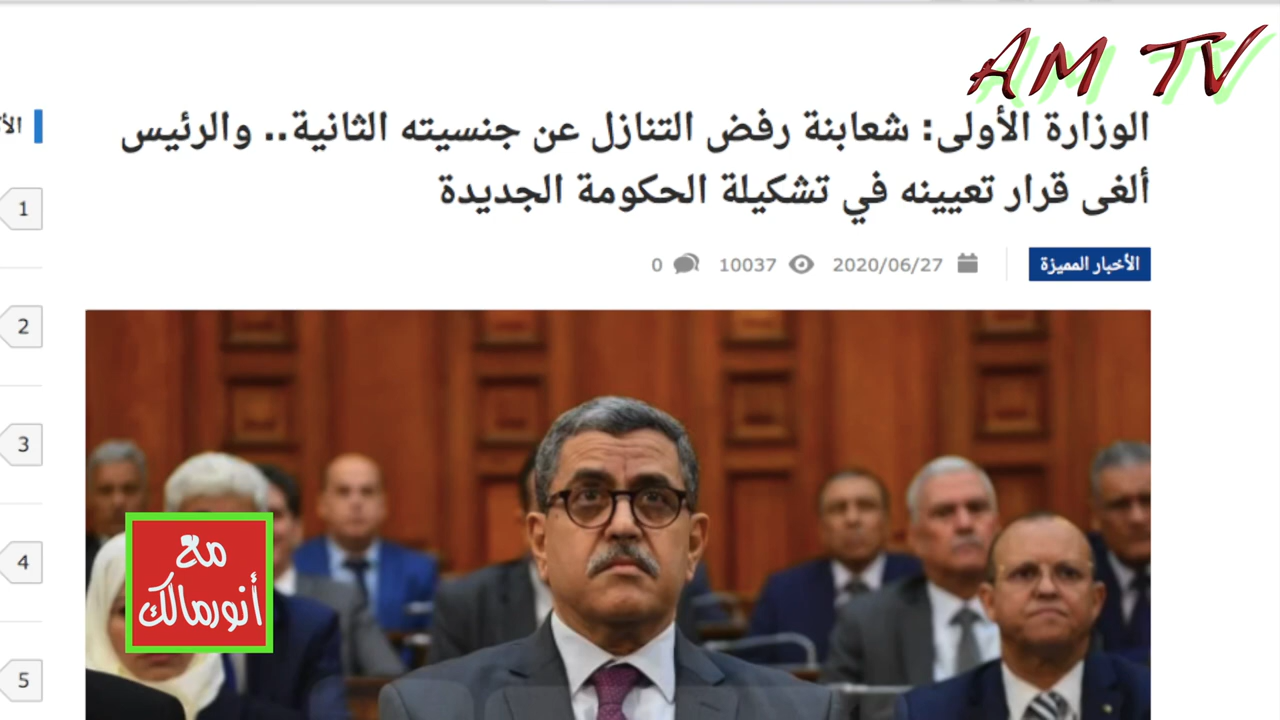 AM TV
الوزارة الأولى: شعابنة رفض التنازل عن جنسيته الثانية.. والرئيس
ألغى قرار تعيينه في تشكيلة الحكومة الجديدة
الأخبار المميزة 2020/06/27 10037 0
1
2
3
4
5
مع
أنورمالك